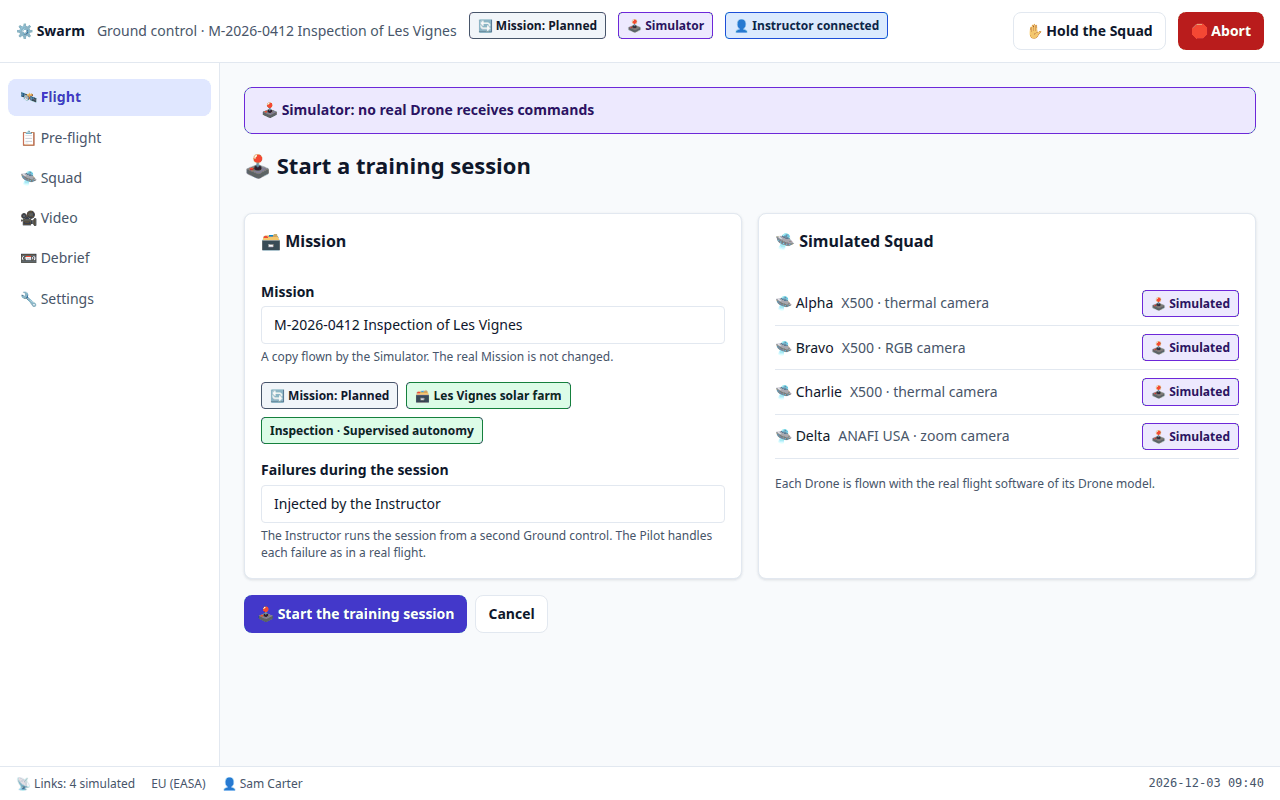 Swarm Ground control · M-2026-0412 Inspection of Les Vignes Mission: Planned Simulator Instructor connected Hold the Squad Abort
Flight
Pre-flight
Squad
Video
Debrief
Settings
Simulator: no real Drone receives commands
Start a training session
Mission
Mission
M-2026-0412 Inspection of Les Vignes
A copy flown by the Simulator. The real Mission is not changed.
Mission: Planned Les Vignes solar farm
Inspection · Supervised autonomy
Failures during the session
Injected by the Instructor
The Instructor runs the session from a second Ground control. The Pilot handles
each failure as in a real flight.
Simulated Squad
Alpha X500 · thermal camera Simulated
Bravo X500 · RGB camera Simulated
Charlie X500 · thermal camera Simulated
Delta ANAFI USA · zoom camera Simulated
Each Drone is flown with the real flight software of its Drone model.
Start the training session Cancel
Links: 4 simulated EU (EASA) Sam Carter 2026-12-03 09:40